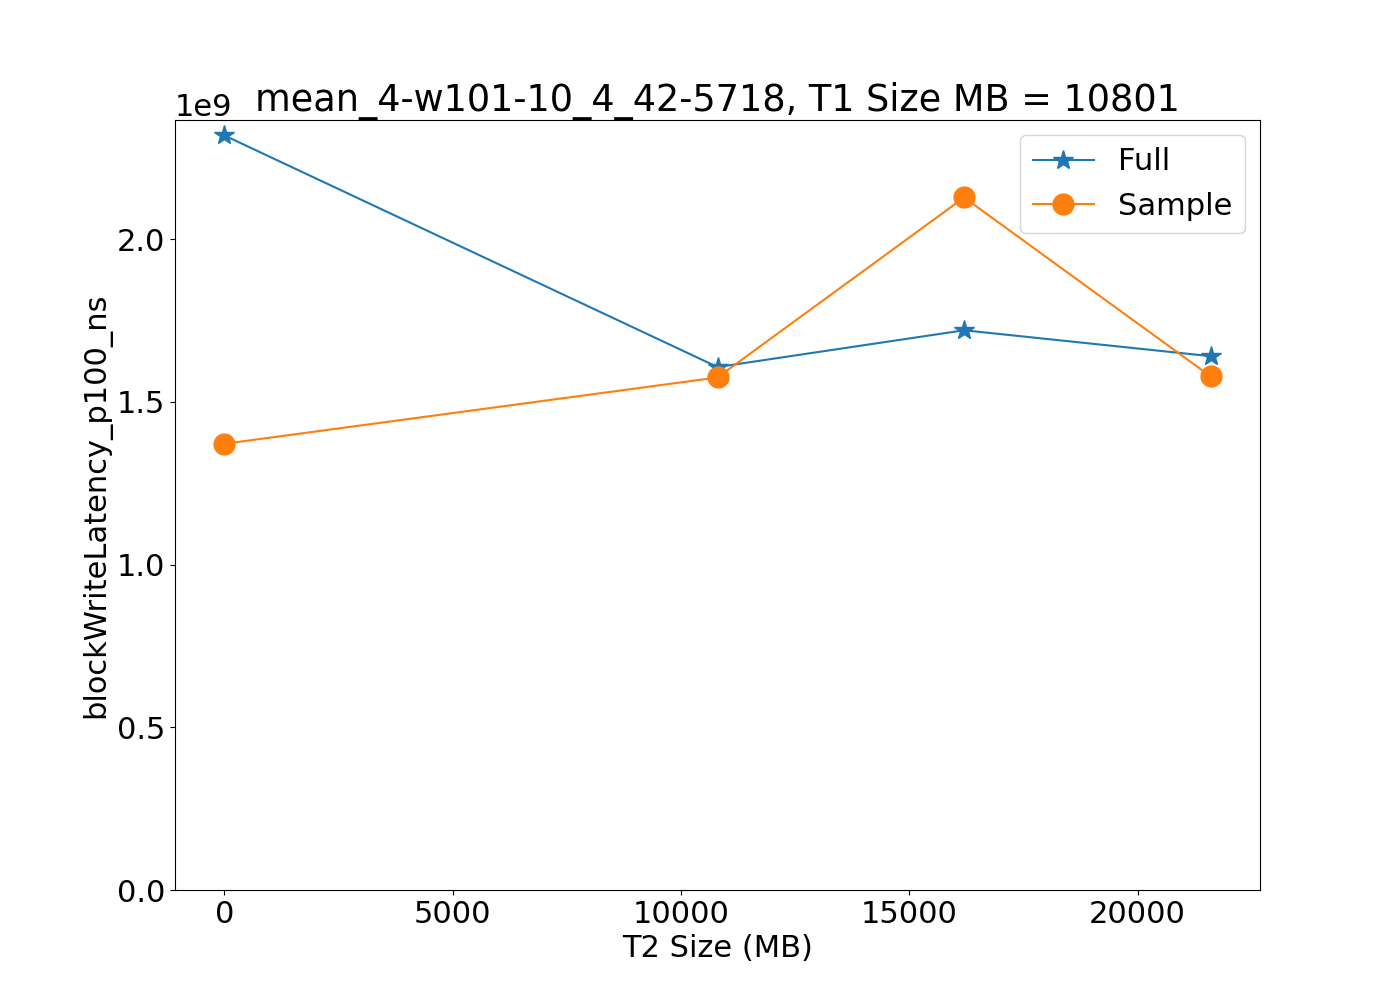 1e9
mean_4-w101-10_4_42-5718, T1 Size MB = 10801
Full
Sample
blockWriteLatency_p100_ns
2.0
1.5
1.0
0.5
0.0
0 5000 10000 15000 20000
T2 Size (MB)